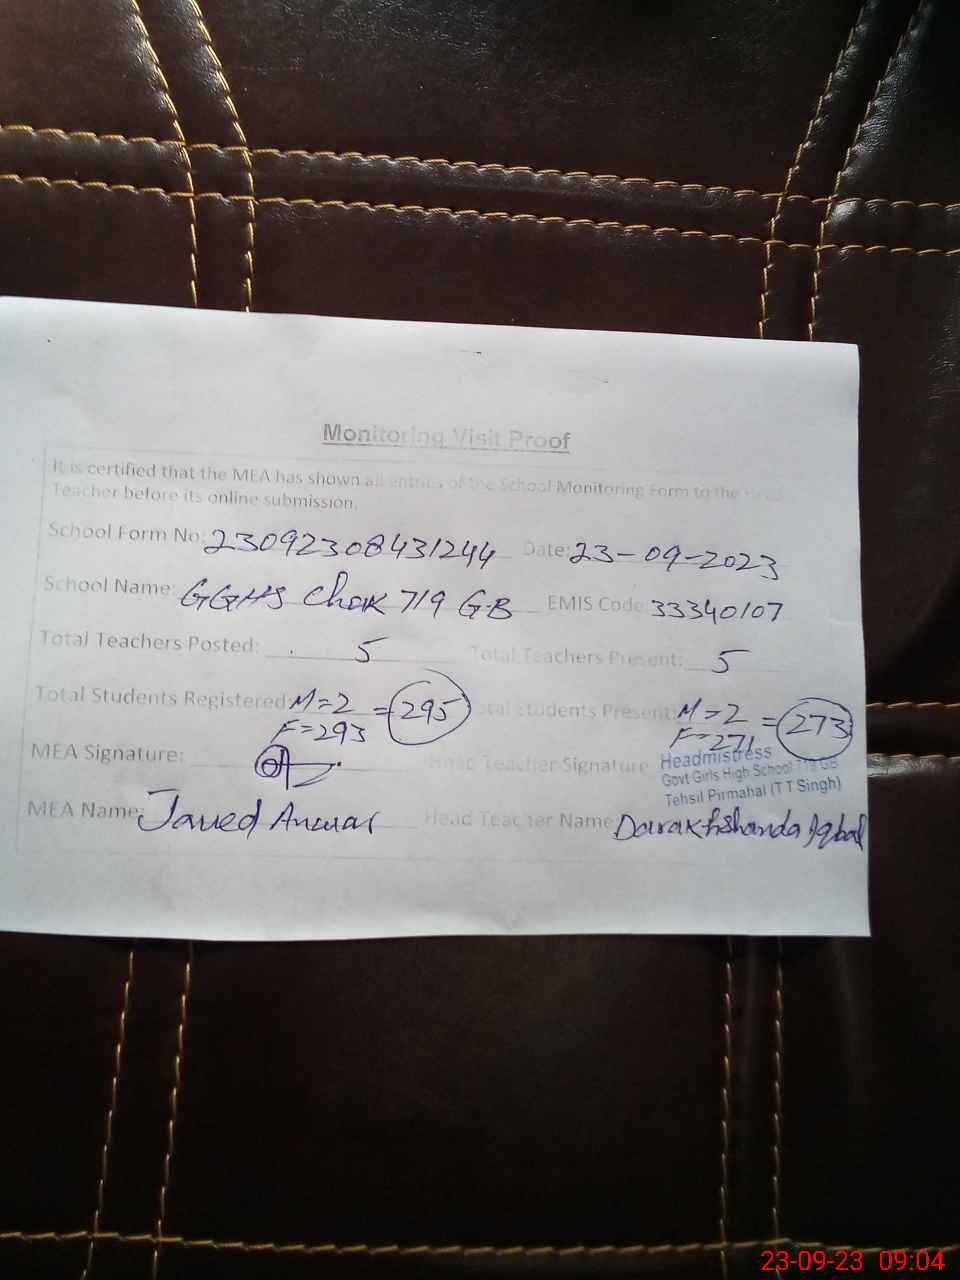 Monitoring Visit Proof
It is certified that the MEA has shown all entries of the School Monitoring Form to the Head
Teacher before its online submission.
School Form No: 23092308431244 Date: 23-09-2023
School Name: GGHS Chak 719 GB EMIS Code: 33340107
Total Teachers Posted: 5 Total Teachers Present: 5
Total Students Registered M=2 F=293 = 295 Total Students Present: M=2 F=271 = 273
MEA Signature: Head Teacher Signature
Headmistress
Govt Girls High School 719 GB
Tehsil Pirmahal (T T Singh)
MEA Name: Javed Anwar Head Teacher Name Darakhshanda Iqbal
23-09-23 09:04